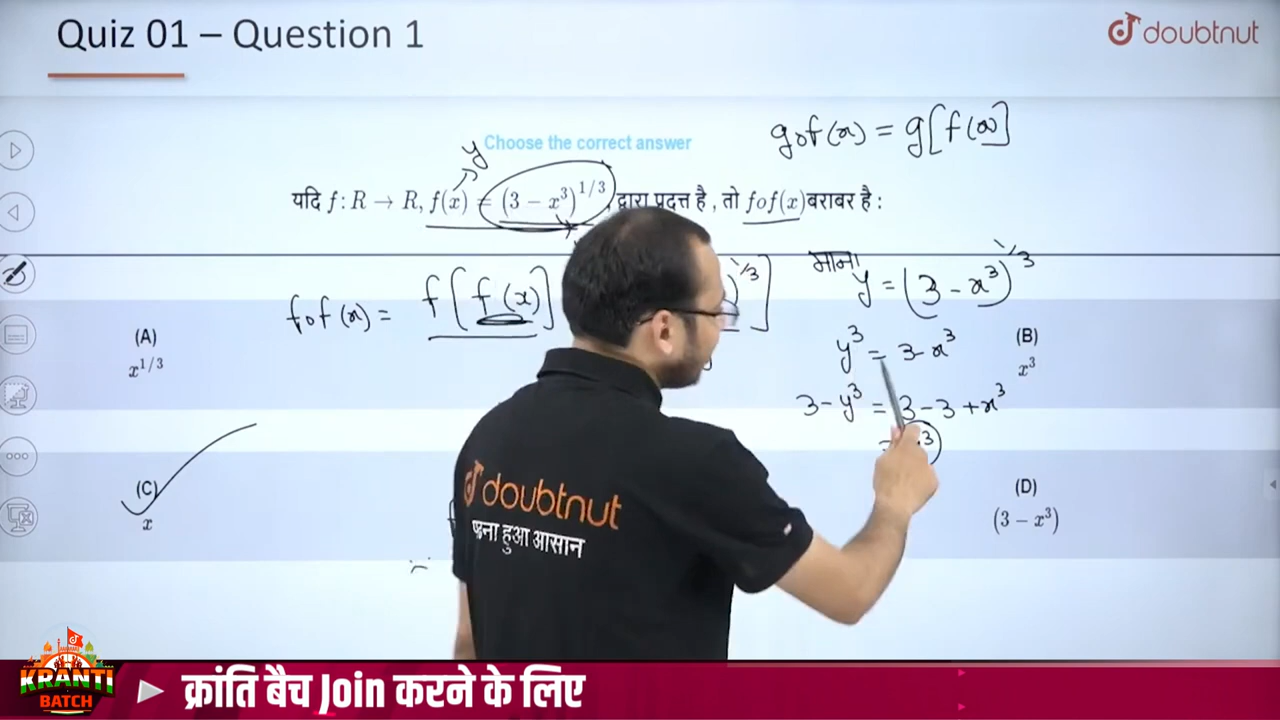 Quiz 01 – Question 1
doubtnut
gof(x) = g[f(x)]
y
Choose the correct answer
यदि f : R → R, f(x) = (3 − x³)^{1/3} द्वारा प्रदत्त है , तो fof(x) बराबर है :
fof(x) = f[f(x)]
1/3]
माना
y = (3 - x³)^{1/3}
y³ = 3 - x³
3 - y³ = 3 - 3 + x³
(A)
x^{1/3}
(B)
x³
(C)
x
(D)
(3 − x³)
doubtnut
पढ़ना हुआ आसान
KRANTI
BATCH
क्रांति बैच Join करने के लिए